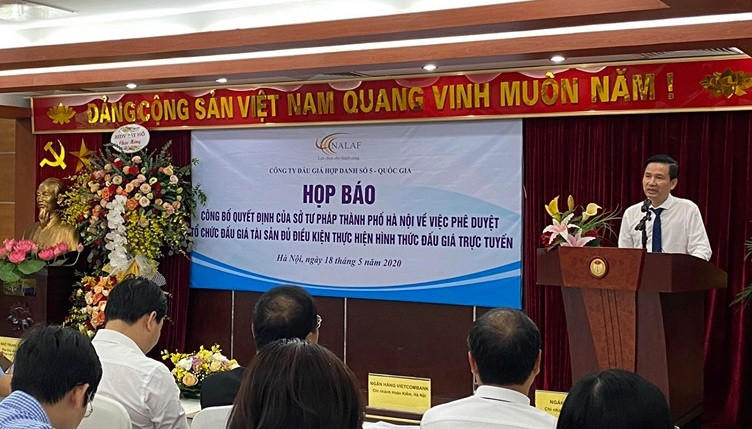 ĐẢNG CỘNG SẢN VIỆT NAM QUANG VINH MUÔN NĂM !
NALAF
CÔNG TY ĐẤU GIÁ HỢP DANH SỐ 5 - QUỐC GIA
HỌP BÁO
CÔNG BỐ QUYẾT ĐỊNH CỦA SỞ TƯ PHÁP THÀNH PHỐ HÀ NỘI VỀ VIỆC PHÊ DUYỆT
TỔ CHỨC ĐẤU GIÁ TÀI SẢN ĐỦ ĐIỀU KIỆN THỰC HIỆN HÌNH THỨC ĐẤU GIÁ TRỰC TUYẾN
Hà Nội, ngày 18 tháng 5 năm 2020
NGÂN HÀNG VIETCOMBANK
Chi nhánh Hoàn Kiếm, Hà Nội
NGÂN
Chi nhánh